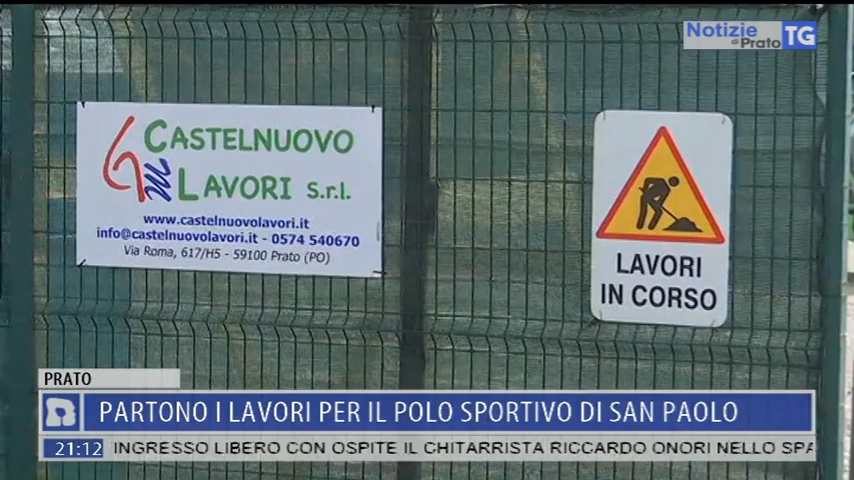 Notizie
di Prato TG
CASTELNUOVO
LAVORI S.r.l.
www.castelnuovolavori.it
info@castelnuovolavori.it - 0574 540670
Via Roma, 617/H5 - 59100 Prato (PO)
LAVORI
IN CORSO
PRATO
PARTONO I LAVORI PER IL POLO SPORTIVO DI SAN PAOLO
21:12 INGRESSO LIBERO CON OSPITE IL CHITARRISTA RICCARDO ONORI NELLO SPA